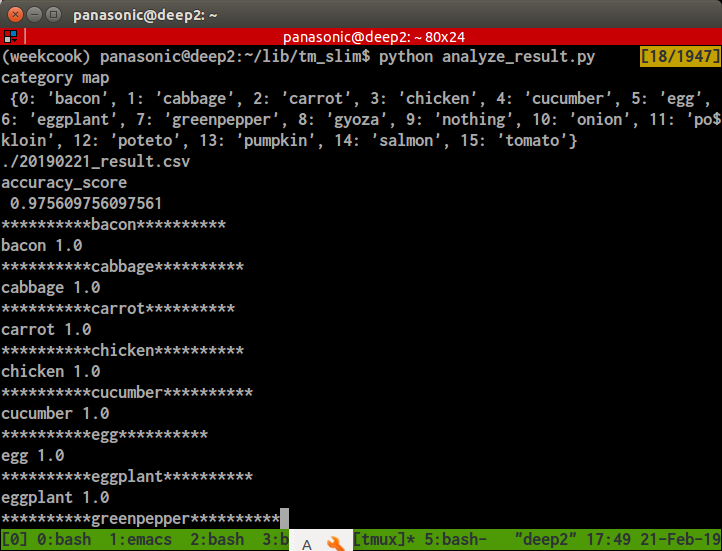 panasonic@deep2: ~
panasonic@deep2: ~ 80x24
(weekcook) panasonic@deep2:~/lib/tm_slim$ python analyze_result.py [18/1947]
category map
{0: 'bacon', 1: 'cabbage', 2: 'carrot', 3: 'chicken', 4: 'cucumber', 5: 'egg',
6: 'eggplant', 7: 'greenpepper', 8: 'gyoza', 9: 'nothing', 10: 'onion', 11: 'po$
kloin', 12: 'poteto', 13: 'pumpkin', 14: 'salmon', 15: 'tomato'}
./20190221_result.csv
accuracy_score
0.975609756097561
**********bacon**********
bacon 1.0
**********cabbage**********
cabbage 1.0
**********carrot**********
carrot 1.0
**********chicken**********
chicken 1.0
**********cucumber**********
cucumber 1.0
**********egg**********
egg 1.0
**********eggplant**********
eggplant 1.0
**********greenpepper**********
[0] 0:bash 1:emacs 2:bash 3:b [tmux]* 5:bash- "deep2" 17:49 21-Feb-19
A